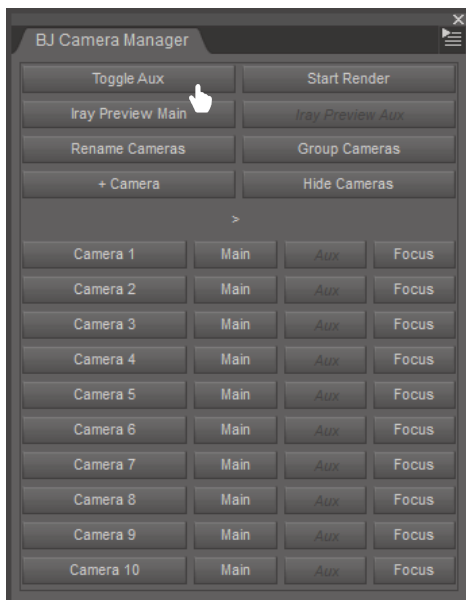 BJ Camera Manager
Toggle Aux Start Render
Iray Preview Main Iray Preview Aux
Rename Cameras Group Cameras
+ Camera Hide Cameras
>
Camera 1 Main Aux Focus
Camera 2 Main Aux Focus
Camera 3 Main Aux Focus
Camera 4 Main Aux Focus
Camera 5 Main Aux Focus
Camera 6 Main Aux Focus
Camera 7 Main Aux Focus
Camera 8 Main Aux Focus
Camera 9 Main Aux Focus
Camera 10 Main Aux Focus